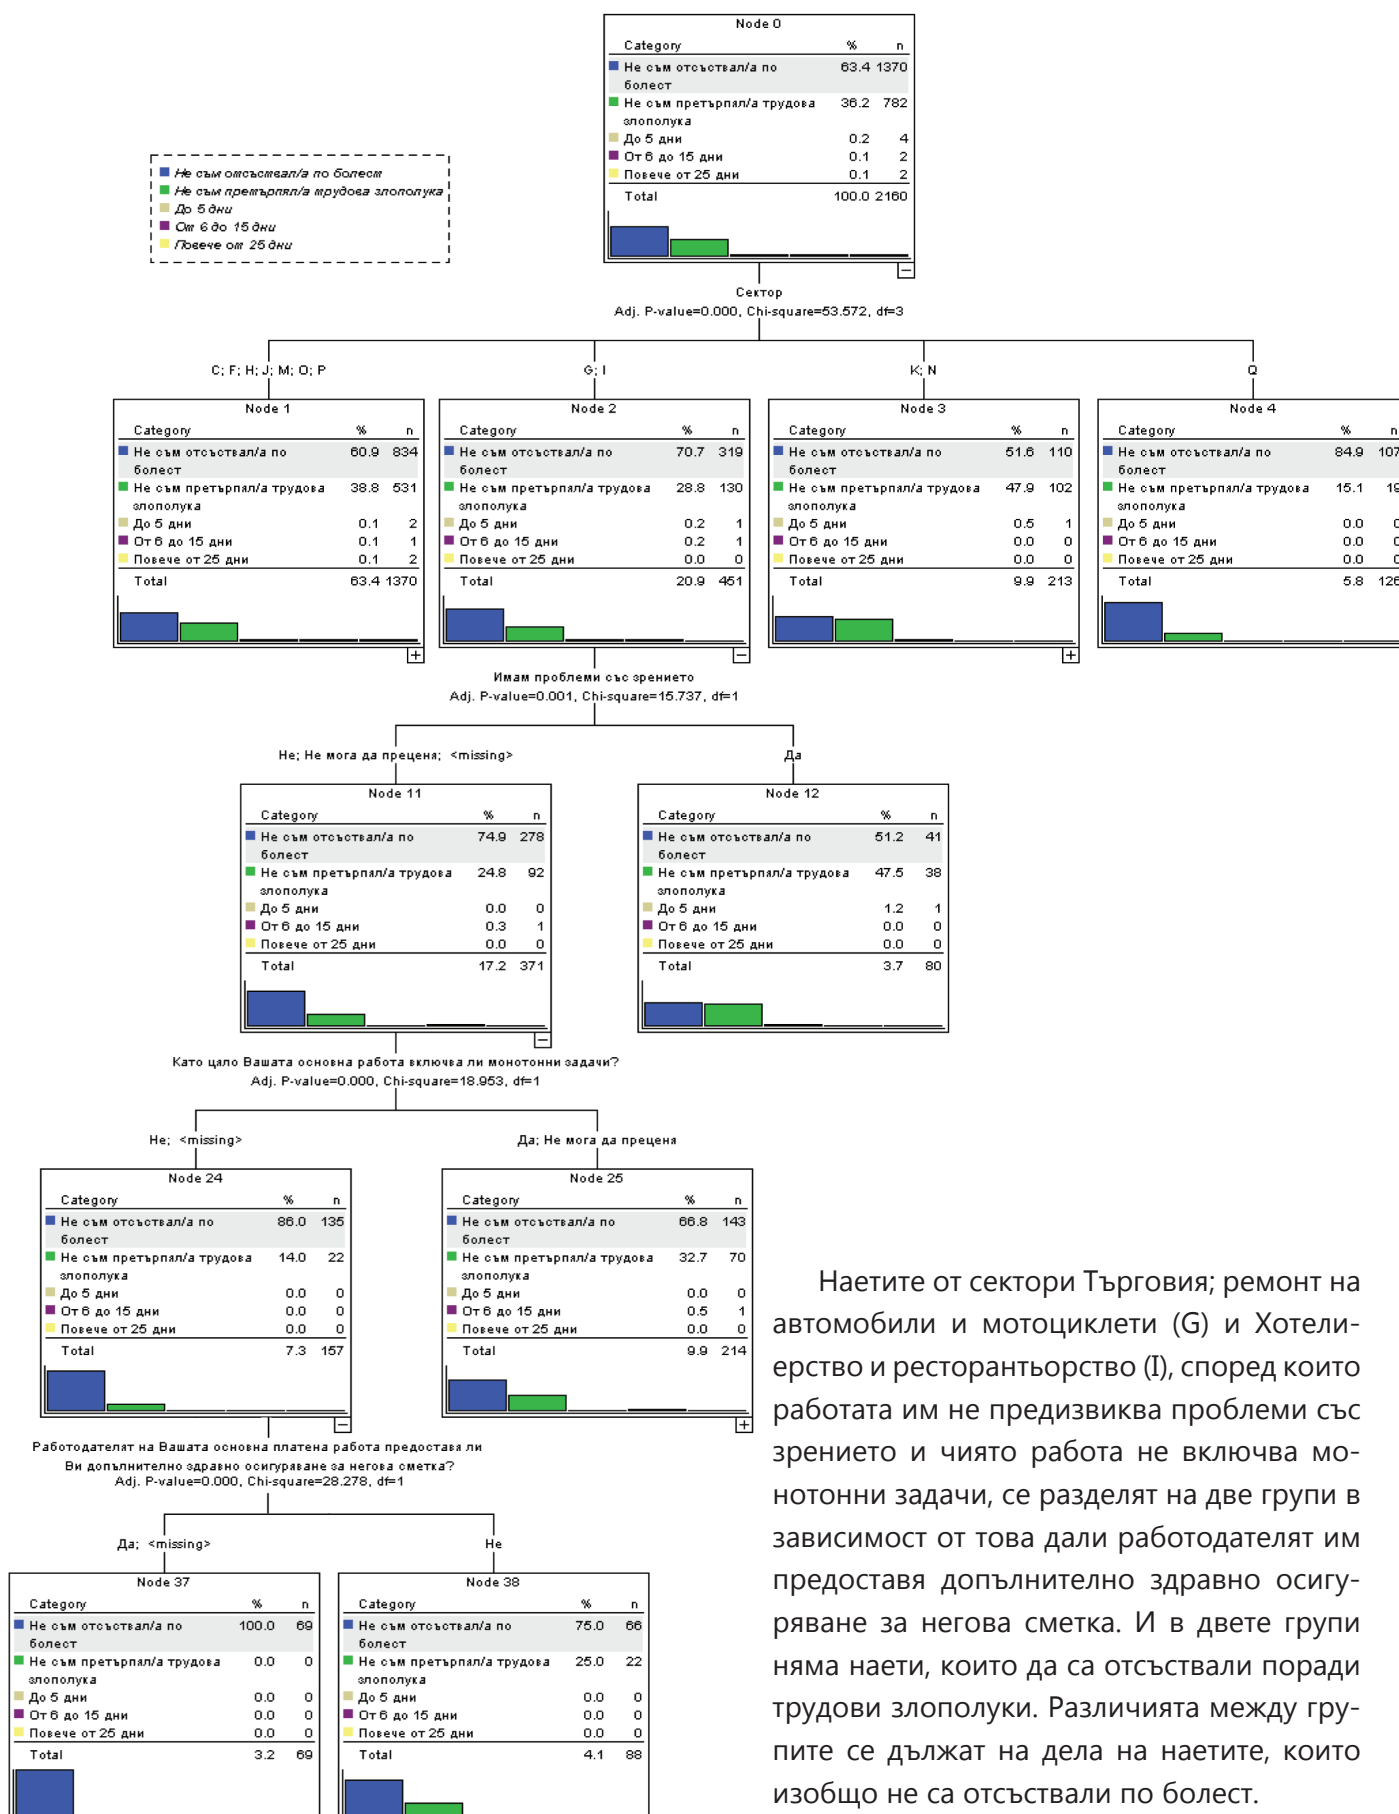 Node 0
Category % n
Не съм отсъствал/а по 63.4 1370
болест
Не съм претърпял/а трудова 36.2 782
злополука
До 5 дни 0.2 4
От 6 до 15 дни 0.1 2
Повече от 25 дни 0.1 2
Total 100.0 2160
Не съм отсъствал/а по болест
Не съм претърпял/а трудова злополука
До 5 дни
От 6 до 15 дни
Повече от 25 дни
Сектор
Adj. P-value=0.000, Chi-square=53.572, df=3
C; F; H; J; M; O; P
G; I
K; N
Q
Node 1
Category % n
Не съм отсъствал/а по 60.9 834
болест
Не съм претърпял/а трудова 38.8 531
злополука
До 5 дни 0.1 2
От 6 до 15 дни 0.1 1
Повече от 25 дни 0.1 2
Total 63.4 1370
Node 2
Category % n
Не съм отсъствал/а по 70.7 319
болест
Не съм претърпял/а трудова 28.8 130
злополука
До 5 дни 0.2 1
От 6 до 15 дни 0.2 1
Повече от 25 дни 0.0 0
Total 20.9 451
Node 3
Category % n
Не съм отсъствал/а по 51.6 110
болест
Не съм претърпял/а трудова 47.9 102
злополука
До 5 дни 0.5 1
От 6 до 15 дни 0.0 0
Повече от 25 дни 0.0 0
Total 9.9 213
Node 4
Category % n
Не съм отсъствал/а по 84.9 107
болест
Не съм претърпял/а трудова 15.1 19
злополука
До 5 дни 0.0 0
От 6 до 15 дни 0.0 0
Повече от 25 дни 0.0 0
Total 5.8 126
Имам проблеми със зрението
Adj. P-value=0.001, Chi-square=15.737, df=1
Не; Не мога да преценя; <missing>
Да
Node 11
Category % n
Не съм отсъствал/а по 74.9 278
болест
Не съм претърпял/а трудова 24.8 92
злополука
До 5 дни 0.0 0
От 6 до 15 дни 0.3 1
Повече от 25 дни 0.0 0
Total 17.2 371
Node 12
Category % n
Не съм отсъствал/а по 51.2 41
болест
Не съм претърпял/а трудова 47.5 38
злополука
До 5 дни 1.2 1
От 6 до 15 дни 0.0 0
Повече от 25 дни 0.0 0
Total 3.7 80
Като цяло Вашата основна работа включва ли монотонни задачи?
Adj. P-value=0.000, Chi-square=18.953, df=1
Не; <missing>
Да; Не мога да преценя
Node 24
Category % n
Не съм отсъствал/а по 86.0 135
болест
Не съм претърпял/а трудова 14.0 22
злополука
До 5 дни 0.0 0
От 6 до 15 дни 0.0 0
Повече от 25 дни 0.0 0
Total 7.3 157
Node 25
Category % n
Не съм отсъствал/а по 66.8 143
болест
Не съм претърпял/а трудова 32.7 70
злополука
До 5 дни 0.0 0
От 6 до 15 дни 0.5 1
Повече от 25 дни 0.0 0
Total 9.9 214
Работодателят на Вашата основна платена работа предоставя ли
Ви допълнително здравно осигуряване за негова сметка?
Adj. P-value=0.000, Chi-square=28.278, df=1
Да; <missing>
Не
Node 37
Category % n
Не съм отсъствал/а по 100.0 69
болест
Не съм претърпял/а трудова 0.0 0
злополука
До 5 дни 0.0 0
От 6 до 15 дни 0.0 0
Повече от 25 дни 0.0 0
Total 3.2 69
Node 38
Category % n
Не съм отсъствал/а по 75.0 66
болест
Не съм претърпял/а трудова 25.0 22
злополука
До 5 дни 0.0 0
От 6 до 15 дни 0.0 0
Повече от 25 дни 0.0 0
Total 4.1 88
Наетите от сектори Търговия; ремонт на
автомобили и мотоциклети (G) и Хотели-
ерство и ресторантьорство (I), според които
работата им не предизвиква проблеми със
зрението и чиято работа не включва мо-
нотонни задачи, се разделят на две групи в
зависимост от това дали работодателят им
предоставя допълнително здравно осигу-
ряване за негова сметка. И в двете групи
няма наети, които да са отсъствали поради
трудови злополуки. Различията между гру-
пите се дължат на дела на наетите, които
изобщо не са отсъствали по болест.